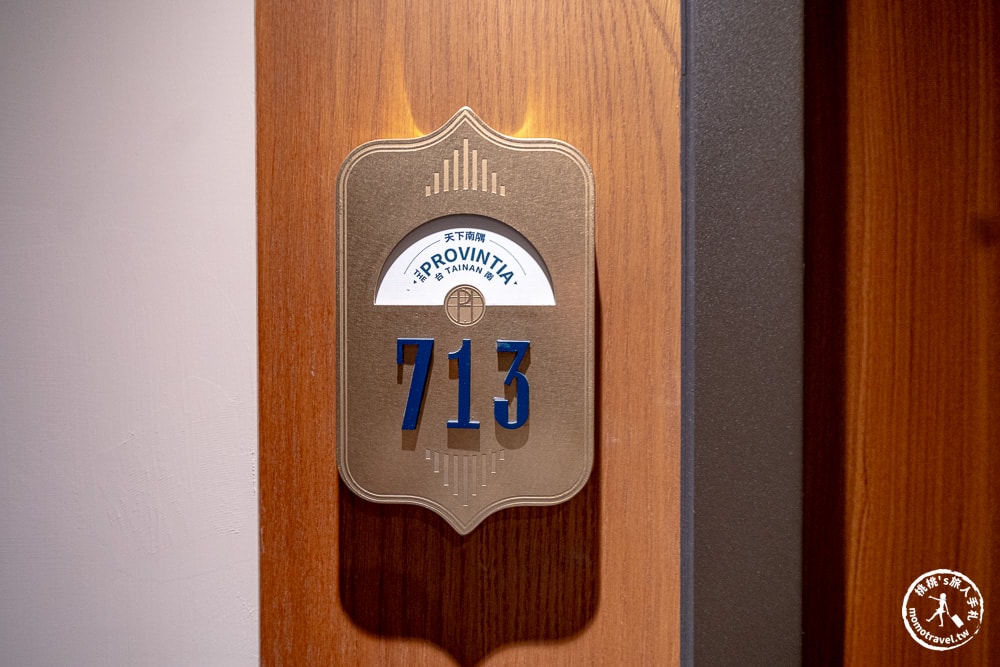 天下南隅
THE PROVINTIA
台 TAINAN 南
713
桃桃's旅人手札
momotravel.tw